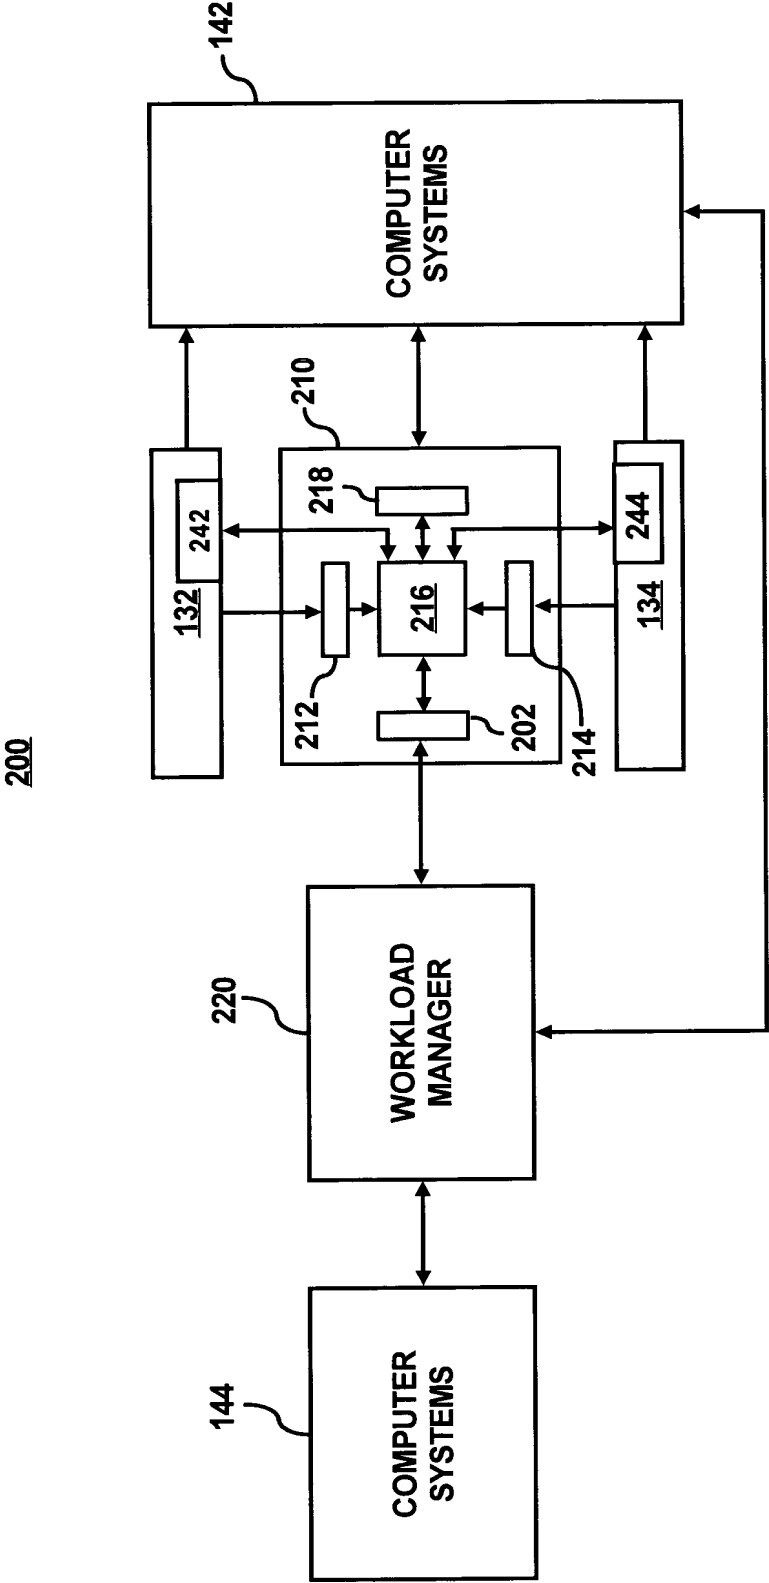 200
144
COMPUTER
SYSTEMS
220
WORKLOAD
MANAGER
132
242
210
212
218
216
202
214
134
244
142
COMPUTER
SYSTEMS